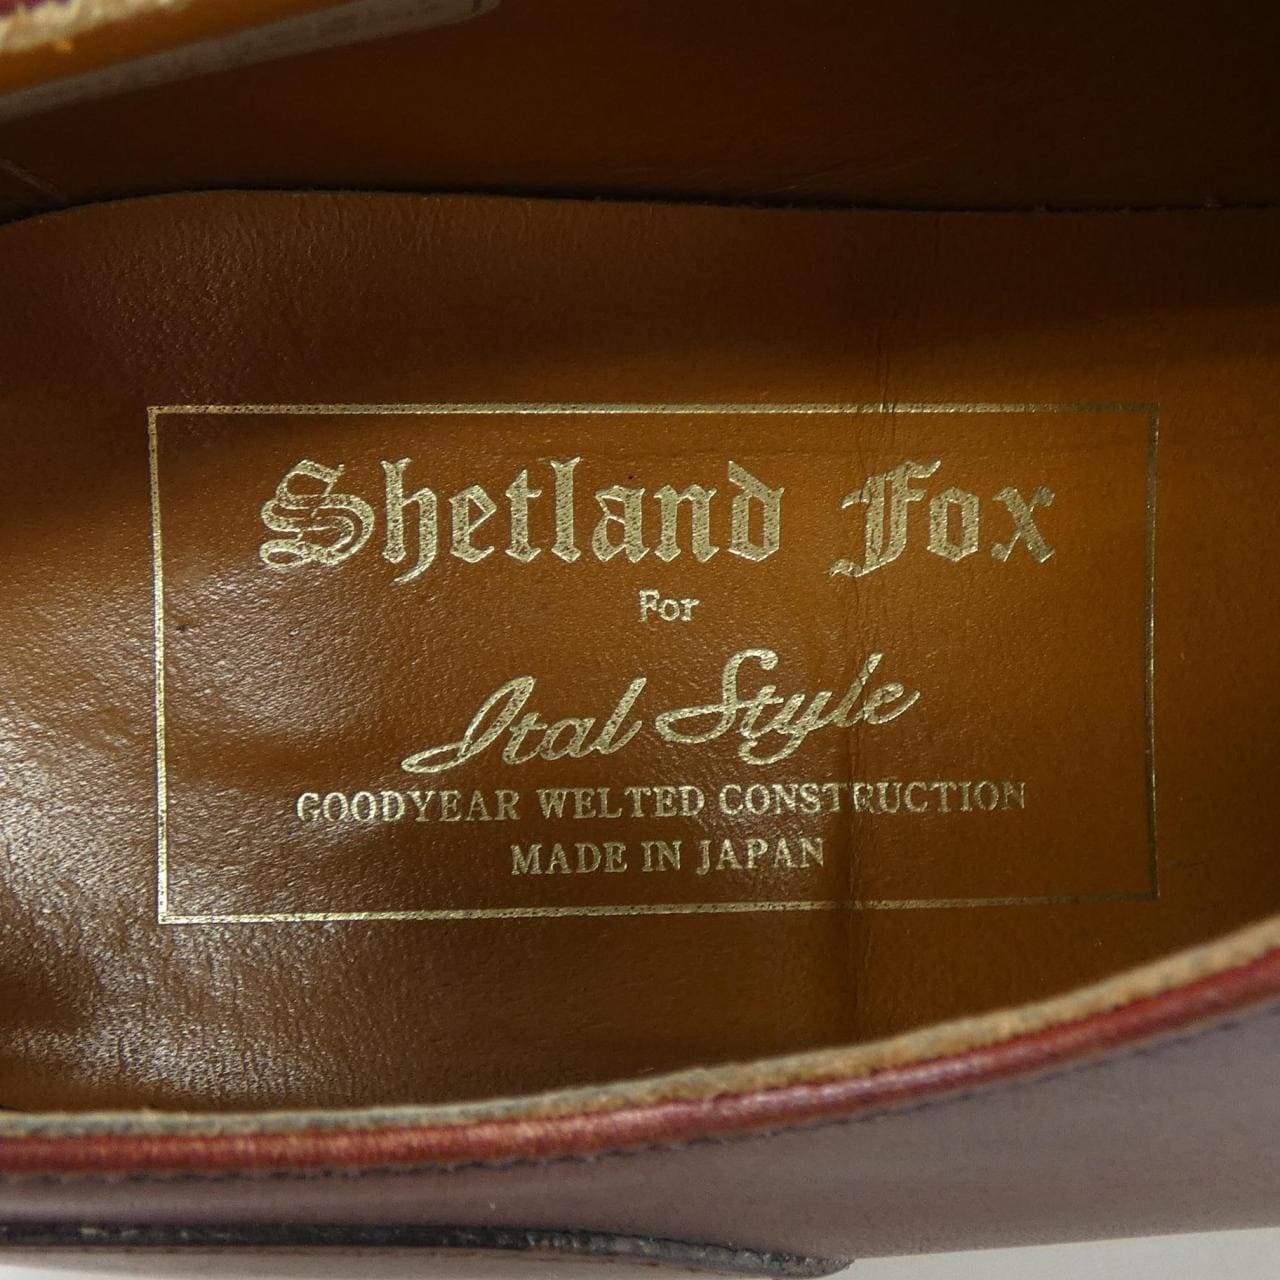 Shetland Fox
For
Ital Style
GOODYEAR WELTED CONSTRUCTION
MADE IN JAPAN